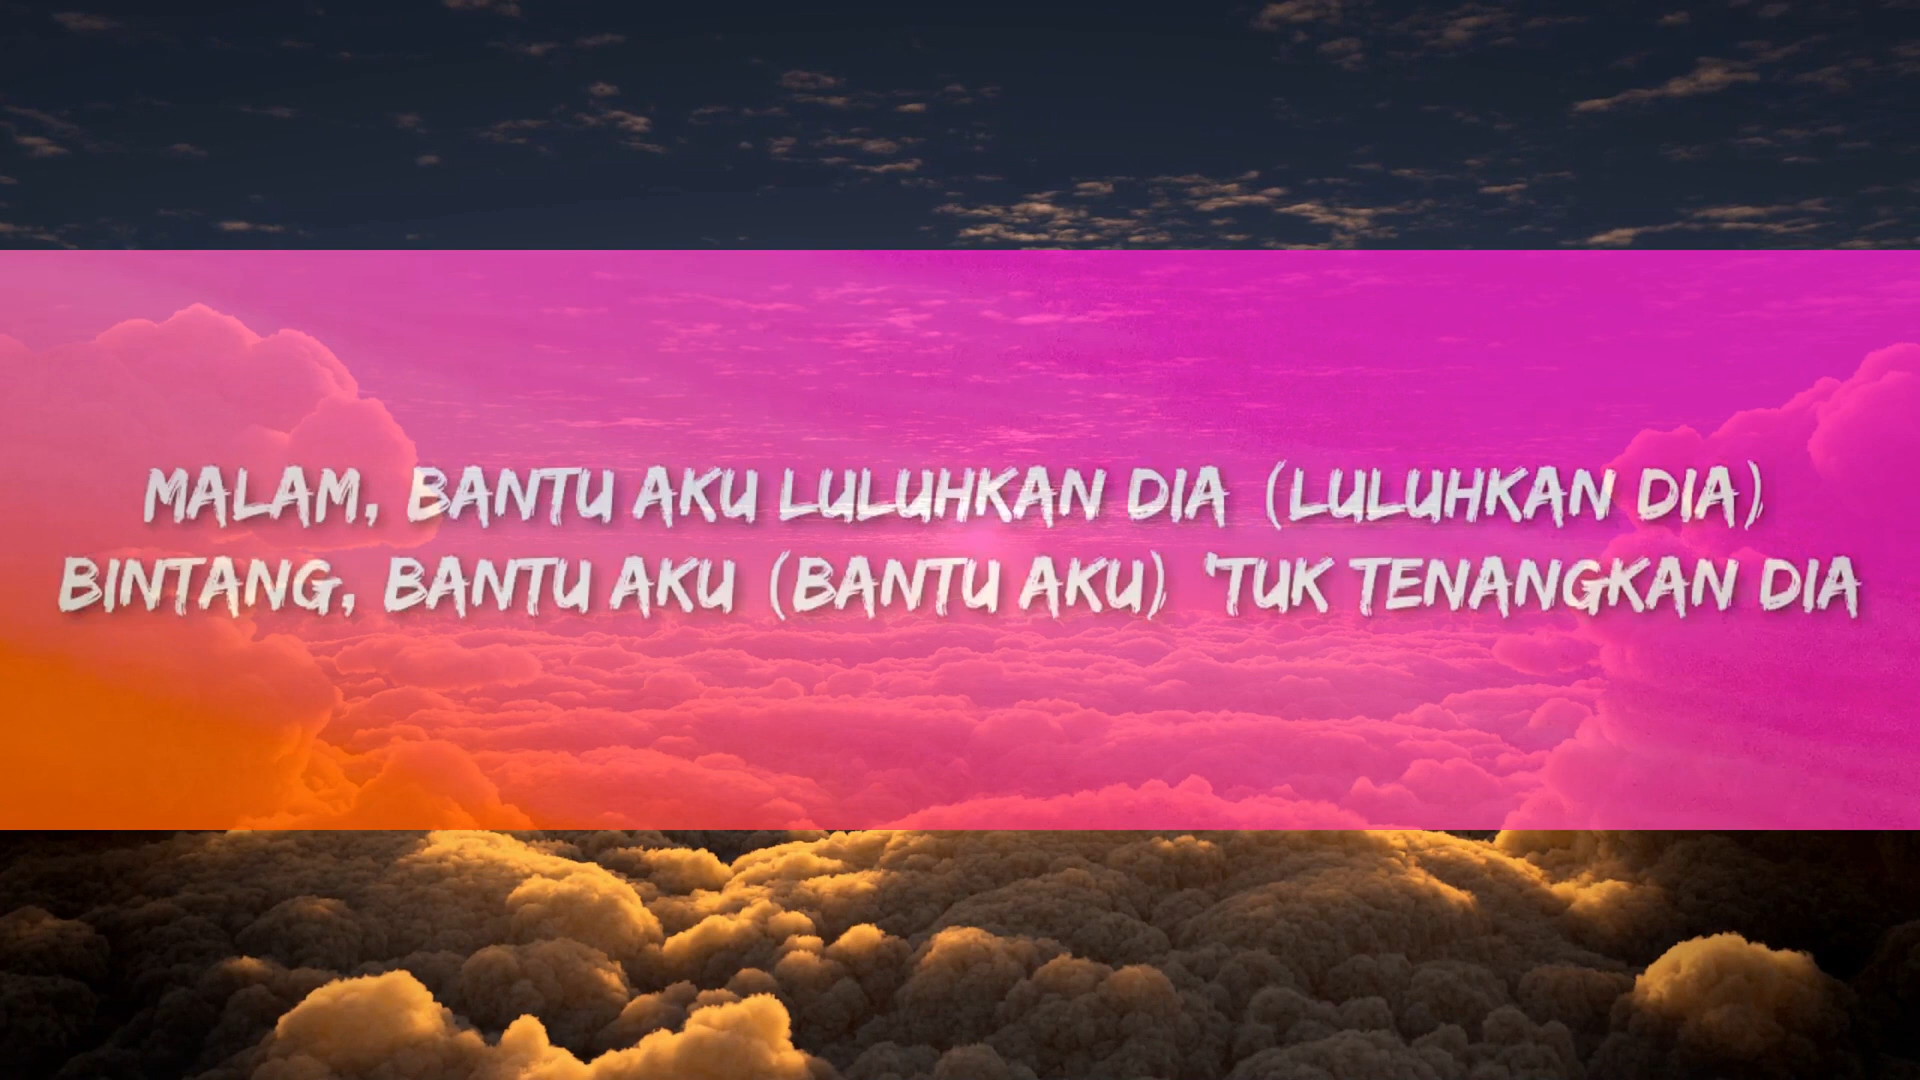 MALAM, BANTU AKU LULUHKAN DIA (LULUHKAN DIA)
BINTANG, BANTU AKU (BANTU AKU) 'TUK TENANGKAN DIA